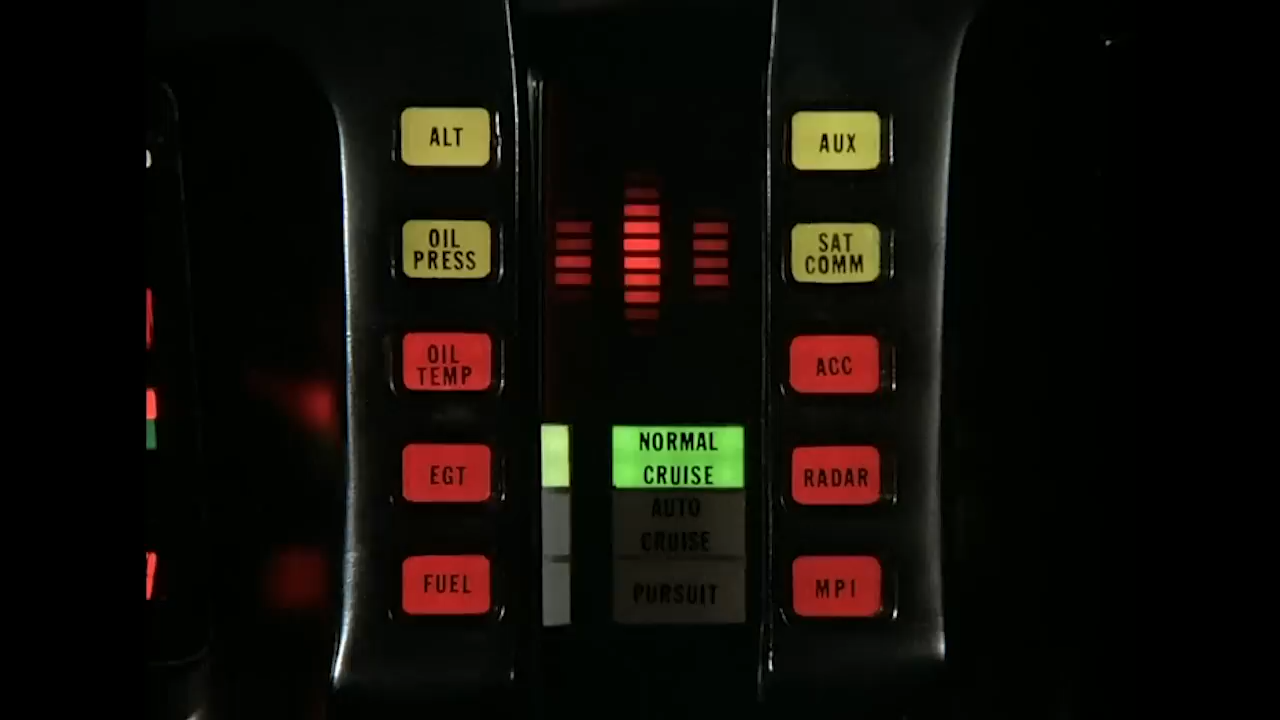 ALT
OIL
PRESS
OIL
TEMP
EGT
FUEL
NORMAL
CRUISE
AUTO
CRUISE
PURSUIT
AUX
SAT
COMM
ACC
RADAR
MPI